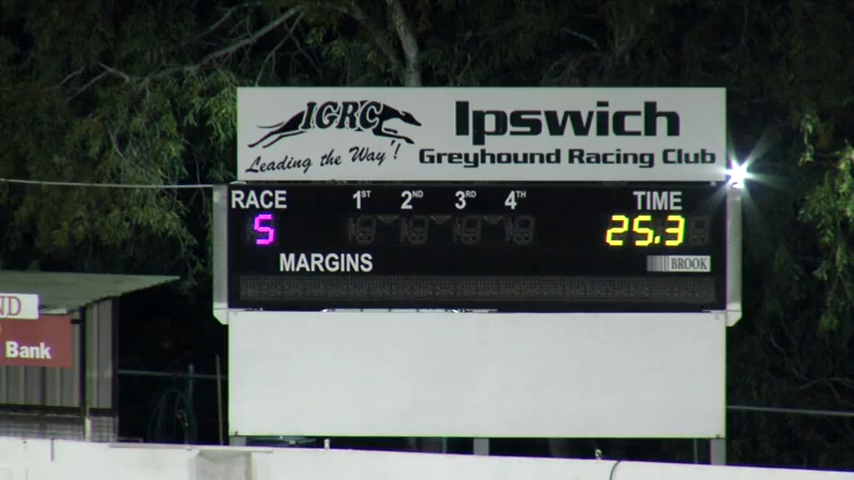 IGRC
Leading the Way!
Ipswich
Greyhound Racing Club
RACE 1ST 2ND 3RD 4TH TIME
5 25.3
MARGINS BROOK
ND
Bank